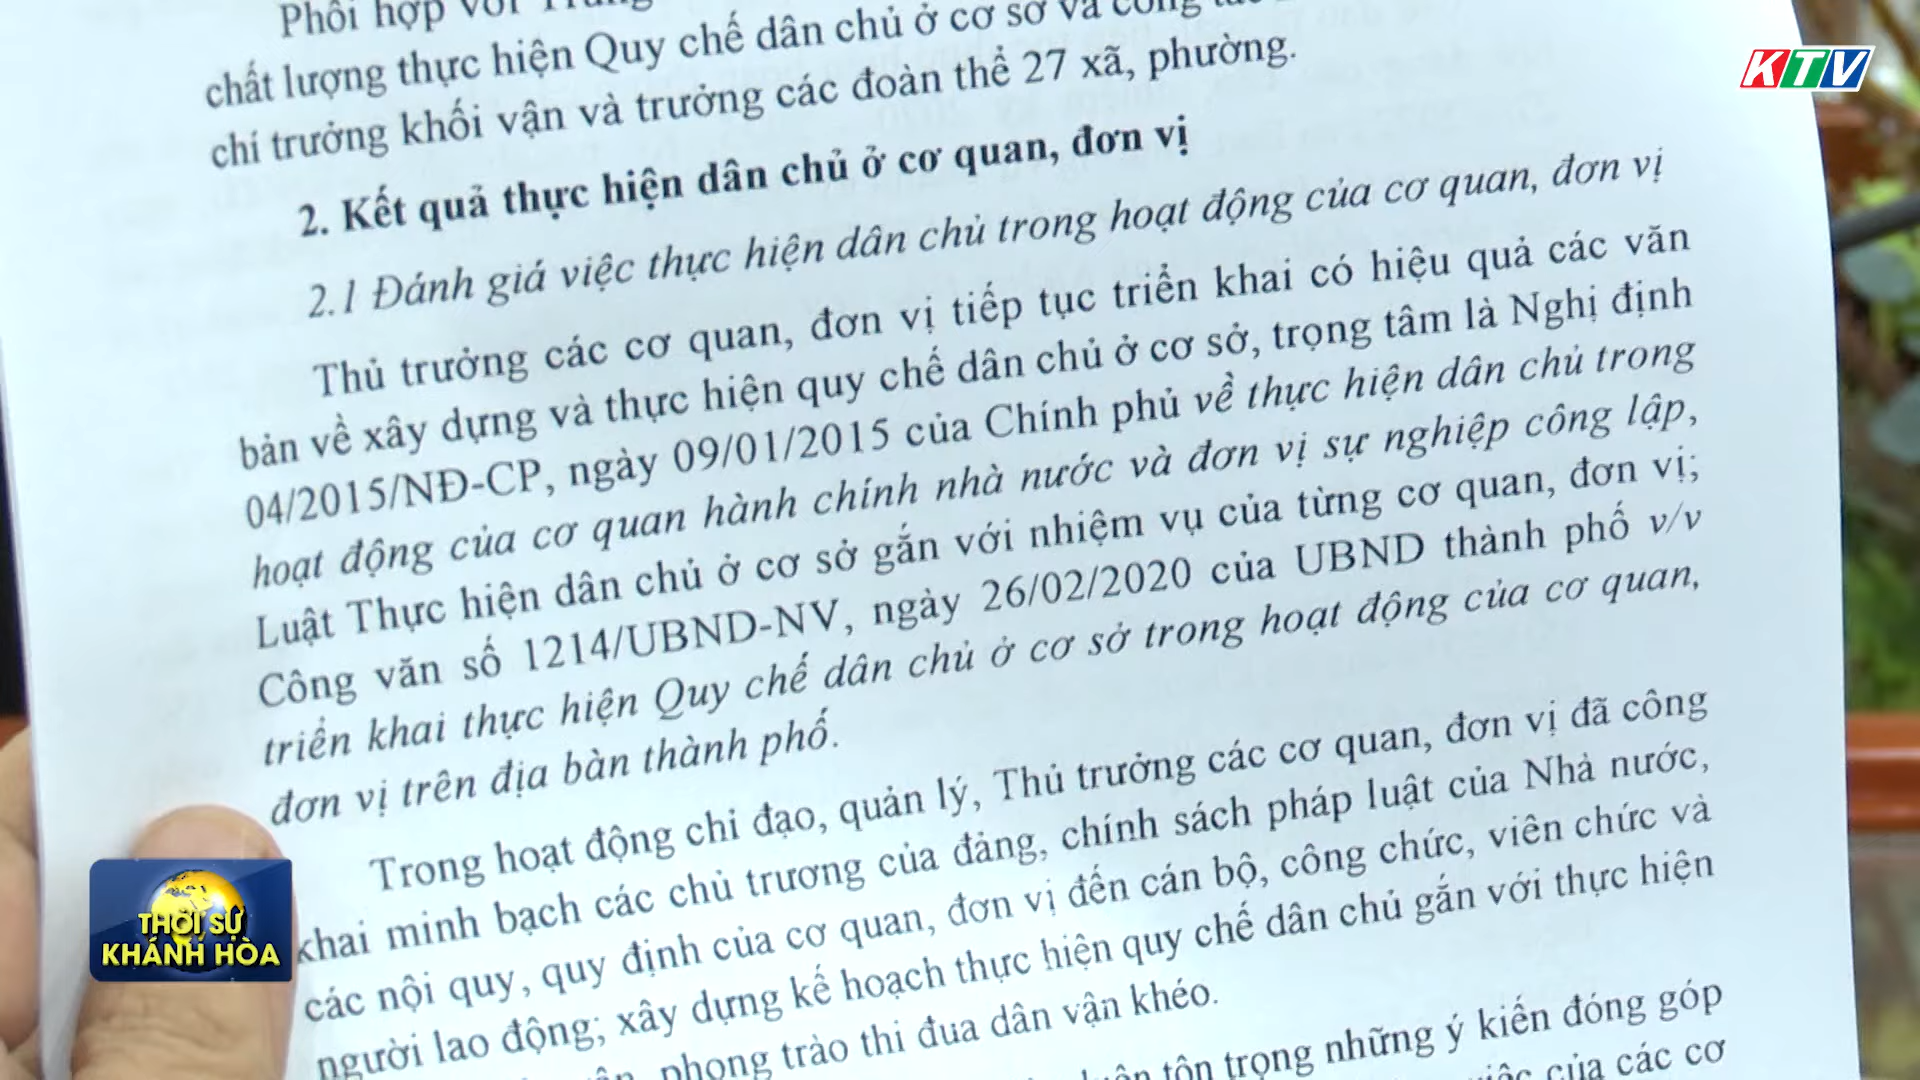 Phối hợp với
chất lượng thực hiện Quy chế dân chủ ở cơ sở và công
chí trưởng khối vận và trưởng các đoàn thể 27 xã, phường.
2. Kết quả thực hiện dân chủ ở cơ quan, đơn vị
2.1 Đánh giá việc thực hiện dân chủ trong hoạt động của cơ quan, đơn vị
Thủ trưởng các cơ quan, đơn vị tiếp tục triển khai có hiệu quả các văn
bản về xây dựng và thực hiện quy chế dân chủ ở cơ sở, trọng tâm là Nghị định
04/2015/NĐ-CP, ngày 09/01/2015 của Chính phủ về thực hiện dân chủ trong
hoạt động của cơ quan hành chính nhà nước và đơn vị sự nghiệp công lập,
Luật Thực hiện dân chủ ở cơ sở gắn với nhiệm vụ của từng cơ quan, đơn vị;
Công văn số 1214/UBND-NV, ngày 26/02/2020 của UBND thành phố v/v
triển khai thực hiện Quy chế dân chủ ở cơ sở trong hoạt động của cơ quan,
đơn vị trên địa bàn thành phố.
Trong hoạt động chỉ đạo, quản lý, Thủ trưởng các cơ quan, đơn vị đã công
khai minh bạch các chủ trương của đảng, chính sách pháp luật của Nhà nước,
các nội quy, quy định của cơ quan, đơn vị đến cán bộ, công chức, viên chức và
người lao động; xây dựng kế hoạch thực hiện quy chế dân chủ gắn với thực hiện
phong trào thi đua dân vận khéo.
tôn trọng những ý kiến đóng góp
của các cơ
KTV
THỜI SỰ
KHÁNH HÒA